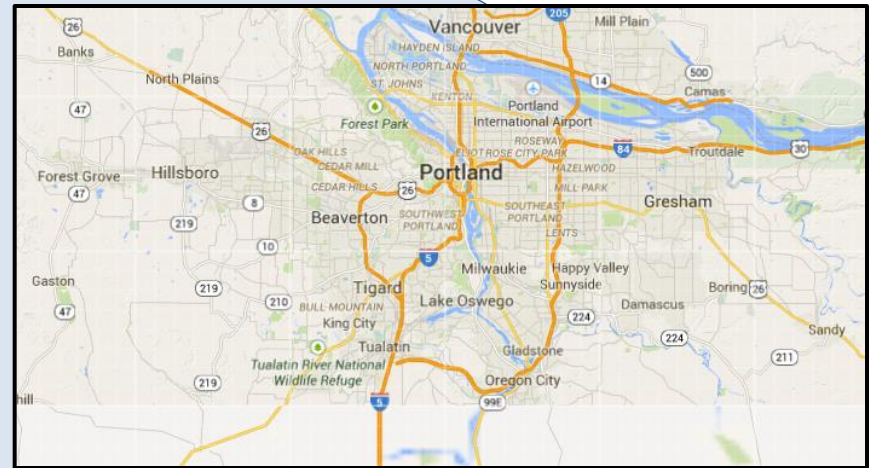 205
26
Vancouver
Mill Plain
Banks
HAYDEN ISLAND
NORTH PORTLAND
North Plains
ST. JOHNS
14
500
KENTON
Camas
47
Portland
International Airport
Forest Park
26
ROSEWAY
OAK HILLS
ELIOT
ROSE CITY PARK
84
Troutdale
30
CEDAR MILL
Portland
HAZELWOOD
Forest Grove
Hillsboro
CEDAR HILLS
26
MILL PARK
47
8
Gresham
219
Beaverton
SOUTHWEST
PORTLAND
SOUTHEAST
PORTLAND
LENTS
10
5
Milwaukie
Happy Valley
Sunnyside
Gaston
219
Tigard
Boring
26
210
BULL MOUNTAIN
Lake Oswego
Damascus
47
King City
224
Sandy
224
Tualatin
Gladstone
211
Tualatin River National
Wildlife Refuge
219
Oregon City
hill
5
99E